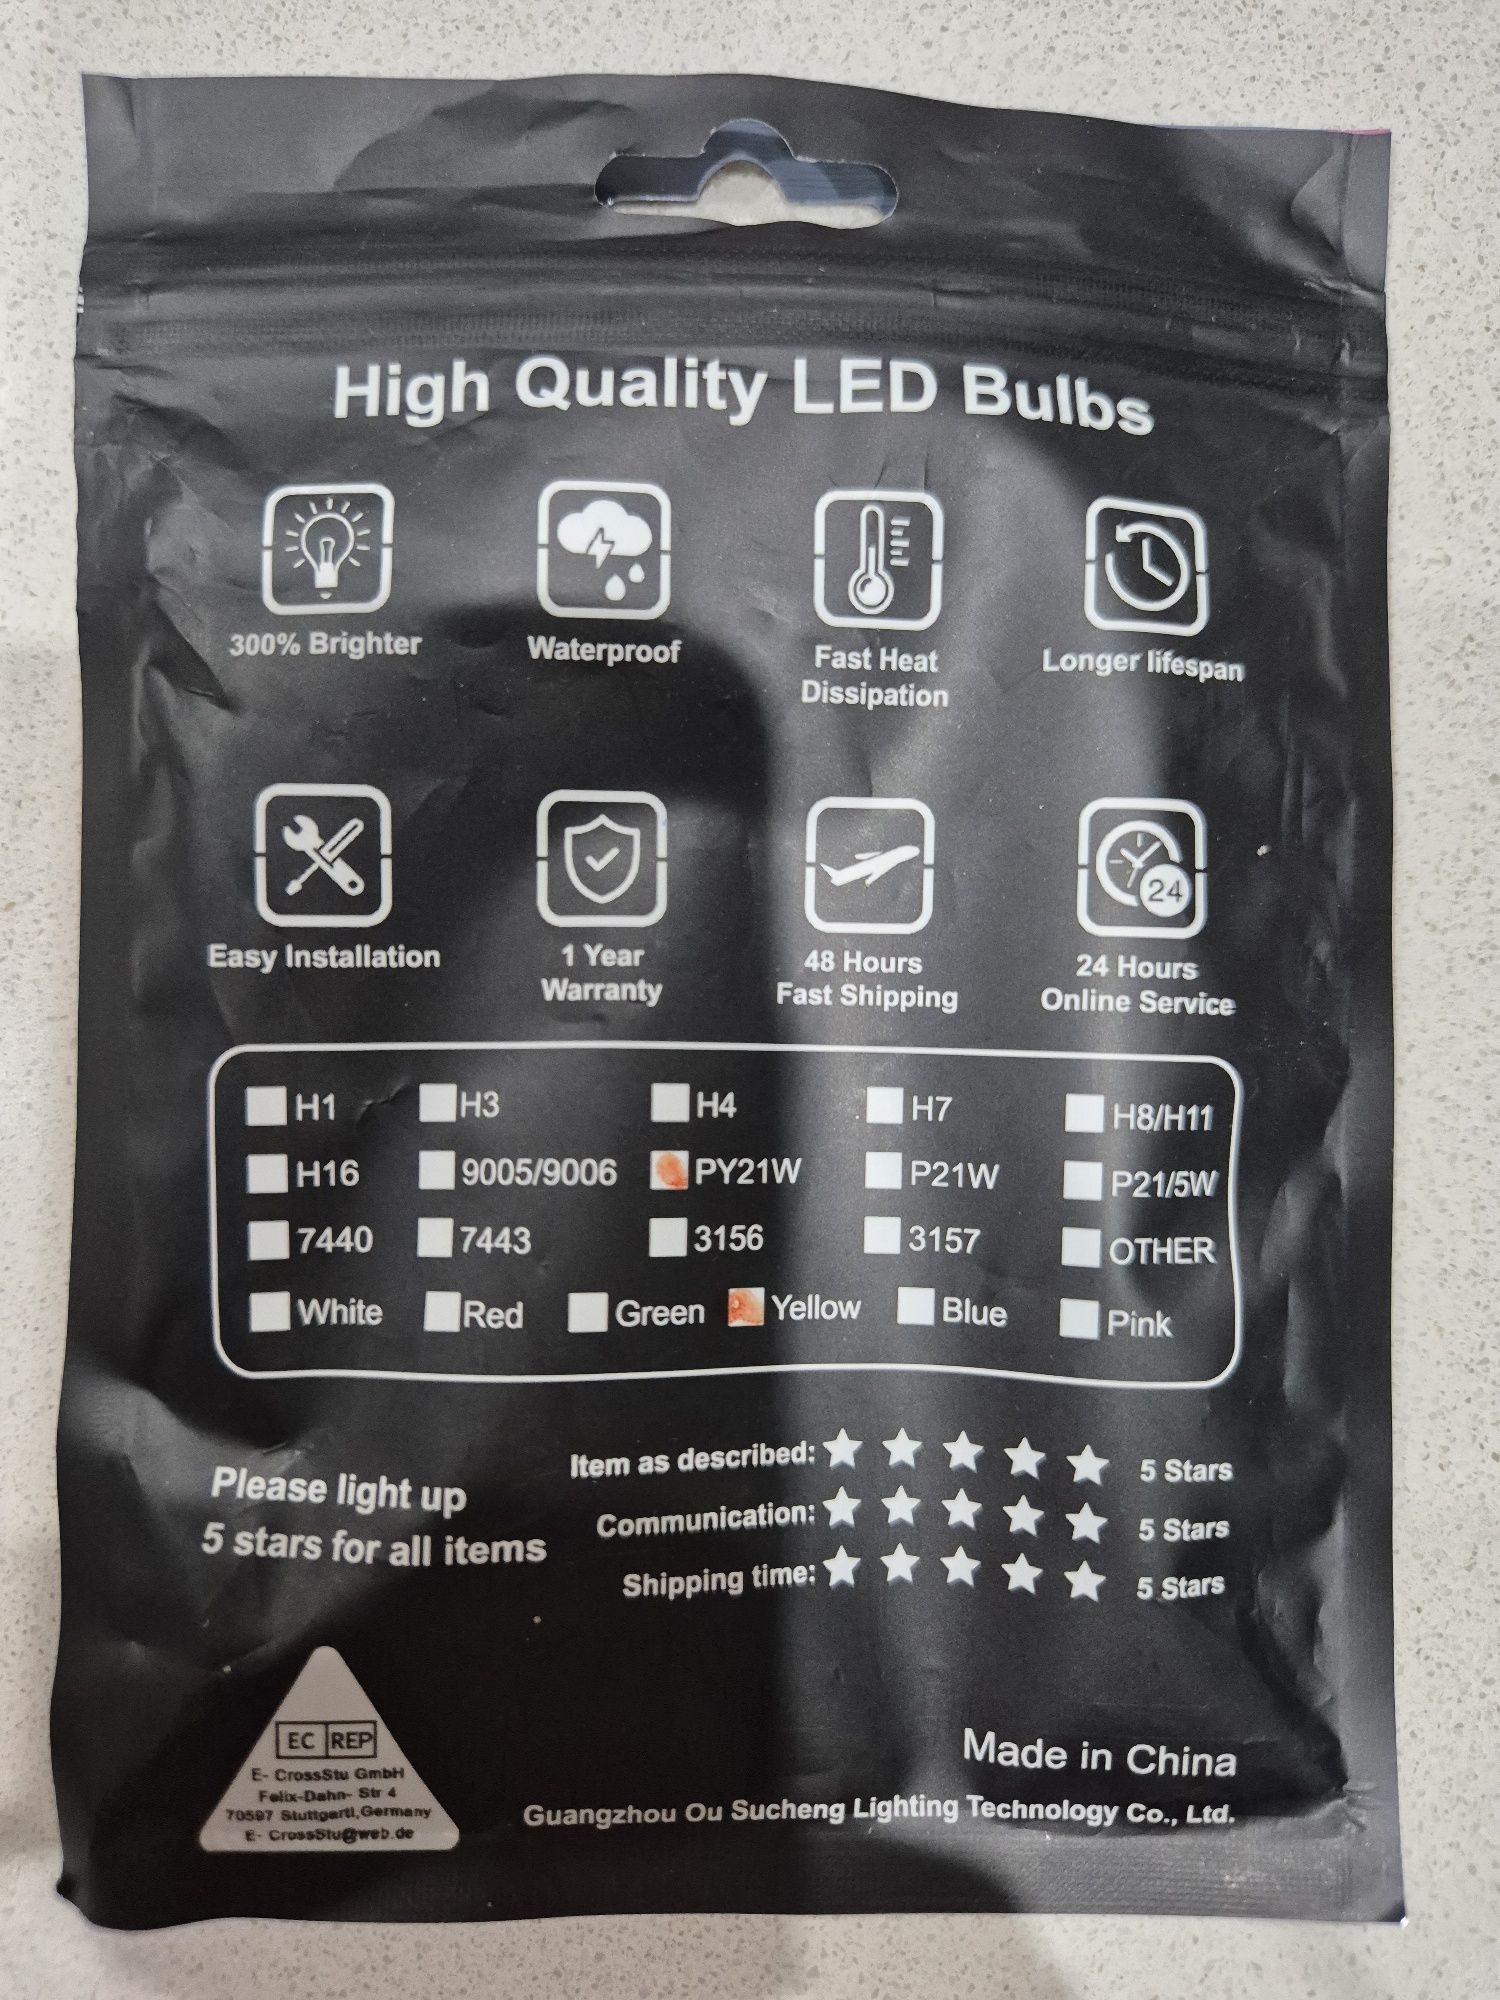 High Quality LED Bulbs
300% Brighter
Waterproof
Fast Heat
Dissipation
Longer lifespan
24
Easy Installation
1 Year
Warranty
48 Hours
Fast Shipping
24 Hours
Online Service
H1 H3 H4 H7 H8/H11
H16 9005/9006 PY21W P21W P21/5W
7440 7443 3156 3157 OTHER
White Red Green Yellow Blue Pink
Please light up
5 stars for all items
Item as described: 5 Stars
Communication: 5 Stars
Shipping time: 5 Stars
EC REP
E- CrossStu GmbH
Felix-Dahn- Str 4
70597 Stuttgartl,Germany
E- CrossStu@web.de
Made in China
Guangzhou Ou Sucheng Lighting Technology Co., Ltd.